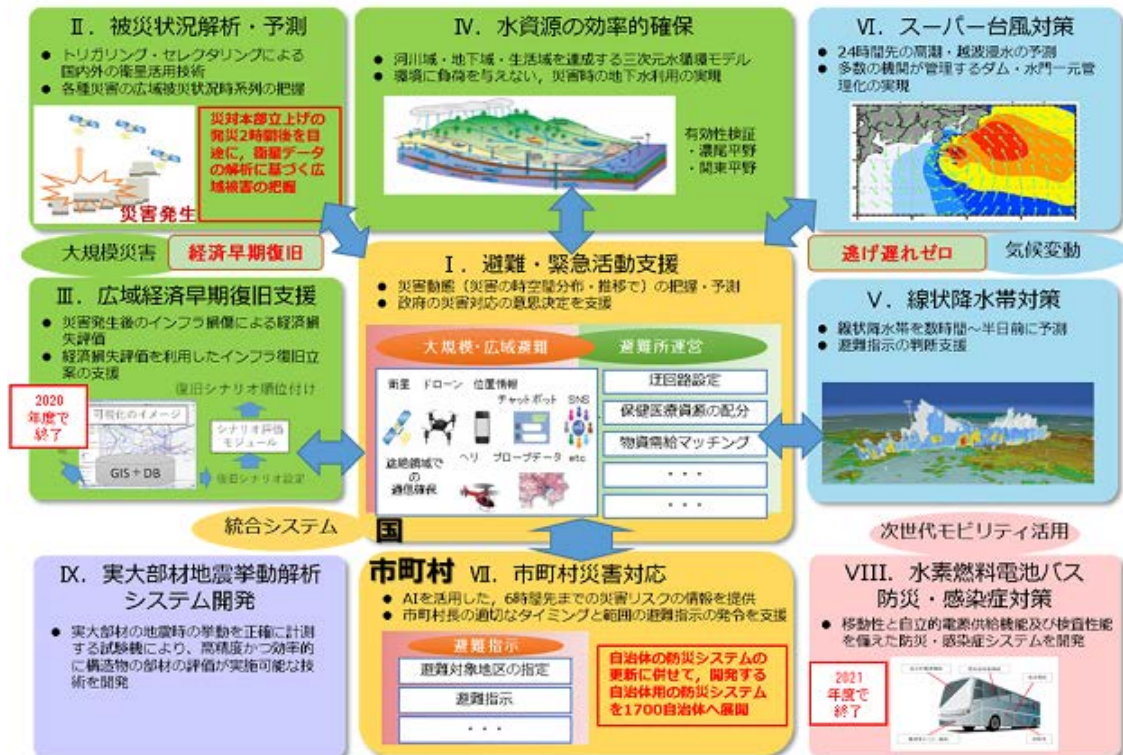 Ⅱ．被災状況解析・予測
● トリガリング・セレクタリングによる
国内外の衛星活用技術
● 各種災害の広域被災状況時系列の把握
災対本部立上げの
発災2時間後を目
途に，衛星データ
の解析に基づく広
域被害の把握
災害発生
Ⅳ．水資源の効率的確保
● 河川域・地下域・生活域を達成する三次元水循環モデル
● 環境に負荷を与えない，災害時の地下水利用の実現
有効性検証
・濃尾平野
・関東平野
Ⅵ．スーパー台風対策
● 24時間先の高潮・越波浸水の予測
● 多数の機関が管理するダム・水門一元管
理化の実現
大規模災害
経済早期復旧
逃げ遅れゼロ
気候変動
Ⅲ．広域経済早期復旧支援
● 災害発生後のインフラ損傷による経済損
失評価
● 経済損失評価を利用したインフラ復旧立
案の支援
2020
年度で
終了
復旧シナリオ順位付け
可視化のイメージ
シナリオ評価
モジュール
GIS＋DB
復旧シナリオ設定
Ⅰ．避難・緊急活動支援
● 災害動態（災害の時空間分布・推移で）の把握・予測
● 政府の災害対応の意思決定を支援
大規模・広域避難
避難所運営
衛星 ドローン 位置情報
チャットボット SNS
途絶領域で
の
通信確保
ヘリ プローブデータ etc
迂回路設定
保健医療資源の配分
物資需給マッチング
・・・
・・・
国
Ⅴ．線状降水帯対策
● 線状降水帯を数時間～半日前に予測
● 避難指示の判断支援
統合システム
次世代モビリティ活用
Ⅸ．実大部材地震挙動解析
システム開発
● 実大部材の地震時の挙動を正確に計測
する試験機により、高精度かつ効率的
に構造物の部材の評価が実施可能な技
術を開発
市町村 Ⅶ．市町村災害対応
● AIを活用した，6時間先までの災害リスクの情報を提供
● 市町村長の適切なタイミングと範囲の避難指示の発令を支援
避難指示
避難対象地区の指定
避難指示
・・・
自治体の防災システムの
更新に併せて，開発する
自治体用の防災システム
を1700自治体へ展開
Ⅷ．水素燃料電池バス
防災・感染症対策
● 移動性と自立的電源供給機能及び検査性能
を備えた防災・感染症システムを開発
2021
年度で
終了